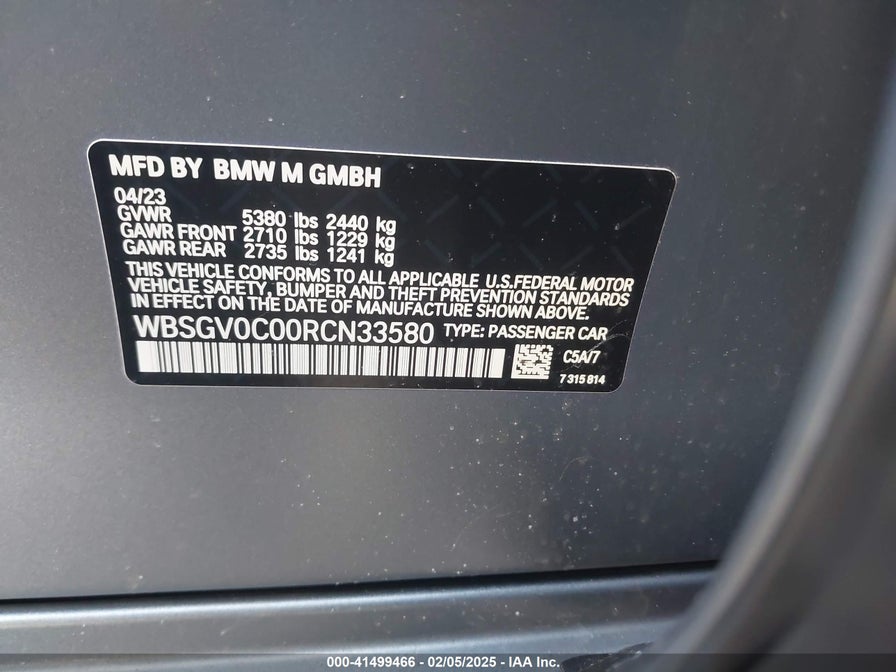 MFD BY BMW M GMBH
04/23
GVWR 5380 lbs 2440 kg
GAWR FRONT 2710 lbs 1229 kg
GAWR REAR 2735 lbs 1241 kg
THIS VEHICLE CONFORMS TO ALL APPLICABLE U.S.FEDERAL MOTOR
VEHICLE SAFETY, BUMPER AND THEFT PREVENTION STANDARDS
IN EFFECT ON THE DATE OF MANUFACTURE SHOWN ABOVE.
WBSGV0C00RCN33580 TYPE: PASSENGER CAR
C5A/7
7 315 814
000-41499466 - 02/05/2025 - IAA Inc.